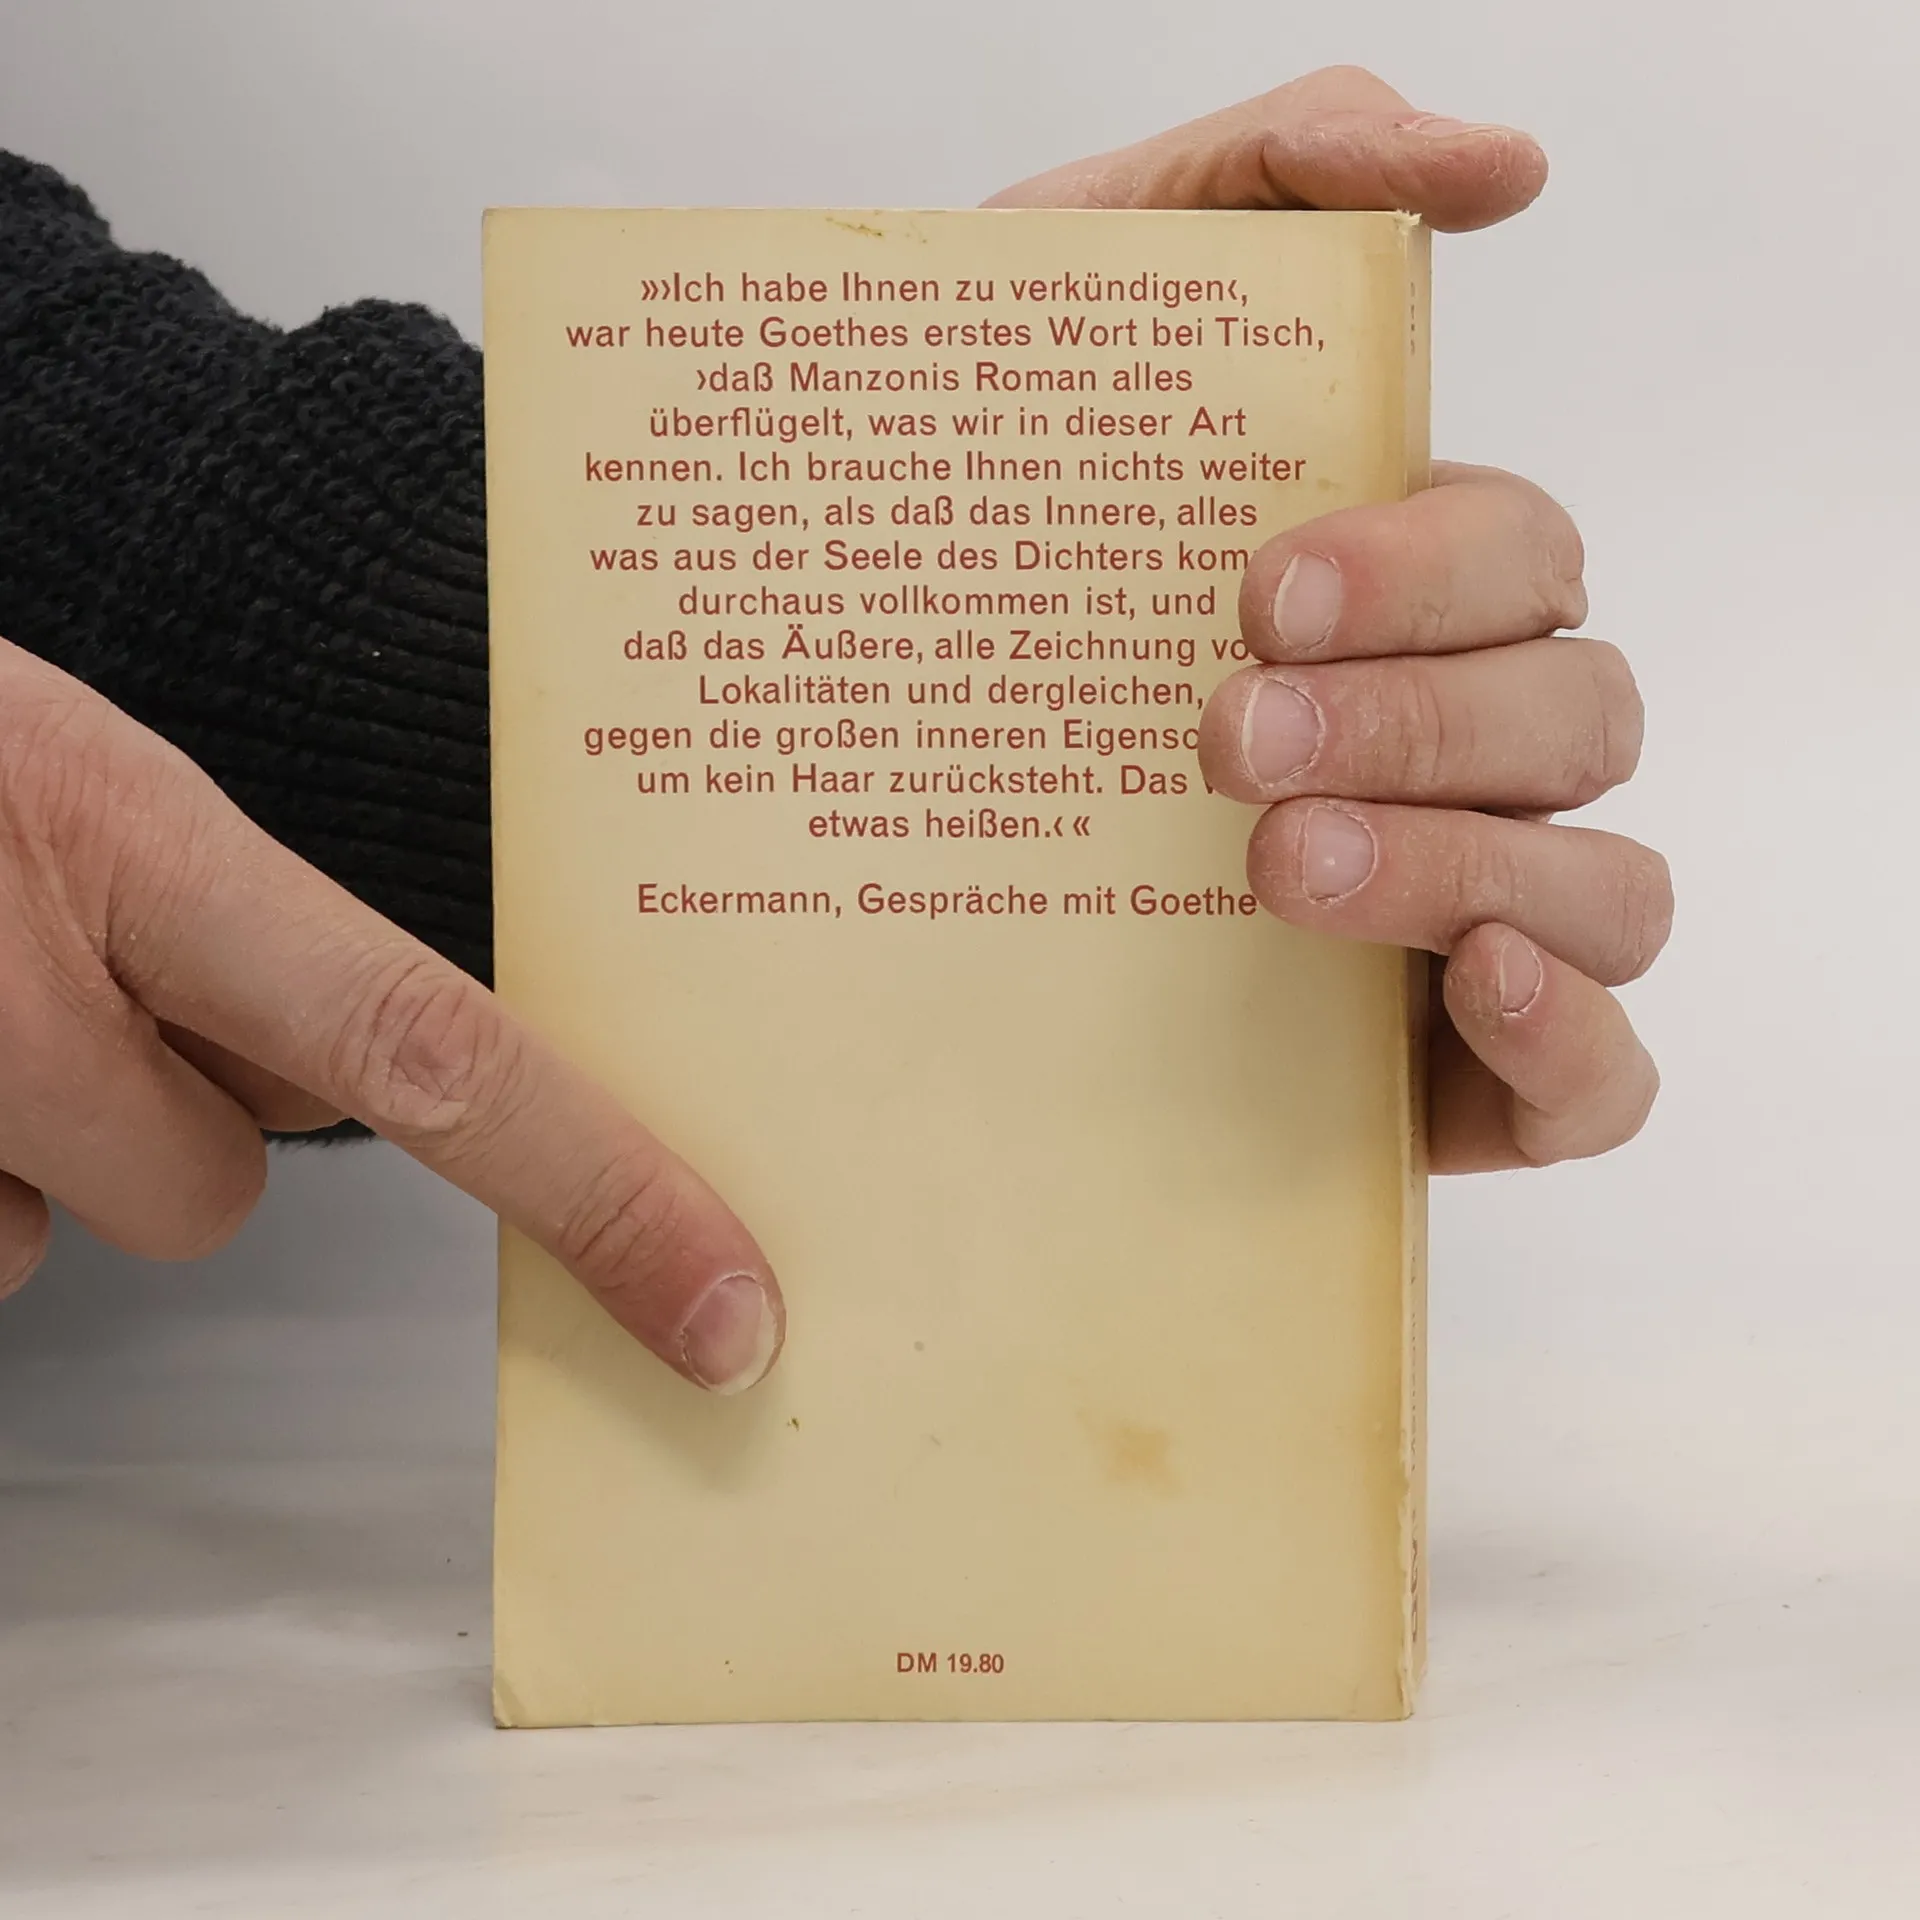 »›Ich habe Ihnen zu verkündigen‹,
war heute Goethes erstes Wort bei Tisch,
›daß Manzonis Roman alles
überflügelt, was wir in dieser Art
kennen. Ich brauche Ihnen nichts weiter
zu sagen, als daß das Innere, alles
was aus der Seele des Dichters
durchaus vollkommen ist, und
daß das Äußere, alle Zeichnung
Lokalitäten und dergleichen,
gegen die großen inneren
um kein Haar zurücksteht. Das
etwas heißen.‹«
Eckermann, Gespräche mit Goethe
DM 19.80